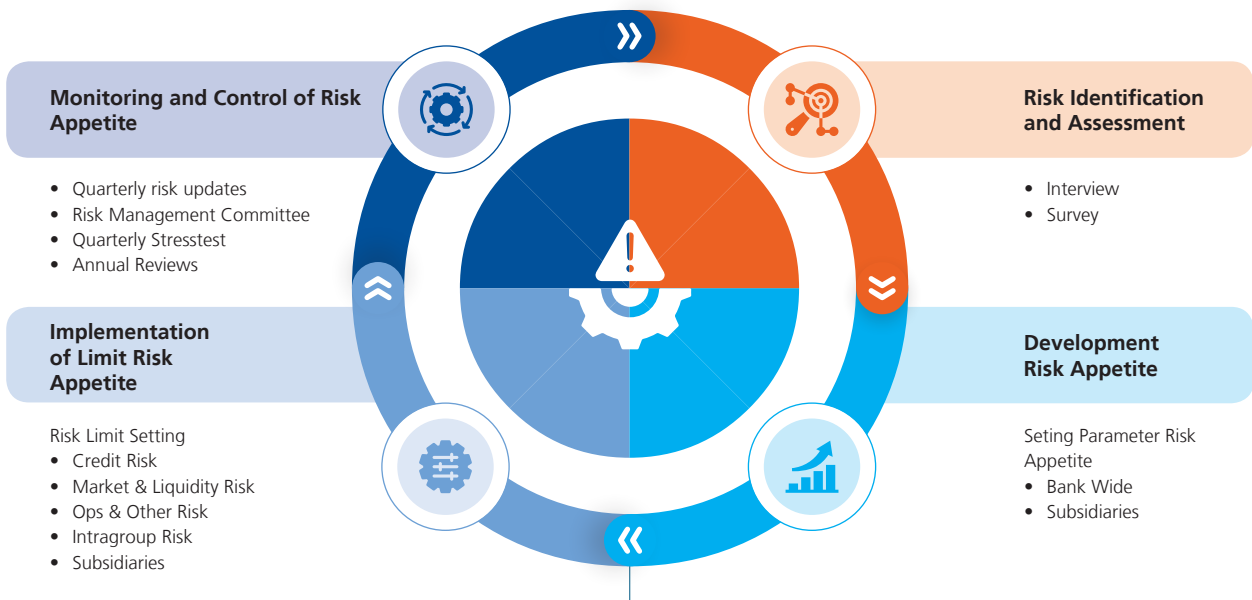 Monitoring and Control of Risk
Appetite
• Quarterly risk updates
• Risk Management Committee
• Quarterly Stresstest
• Annual Reviews
Risk Identification
and Assessment
• Interview
• Survey
Implementation
of Limit Risk
Appetite
Risk Limit Setting
• Credit Risk
• Market & Liquidity Risk
• Ops & Other Risk
• Intragroup Risk
• Subsidiaries
Development
Risk Appetite
Seting Parameter Risk
Appetite
• Bank Wide
• Subsidiaries